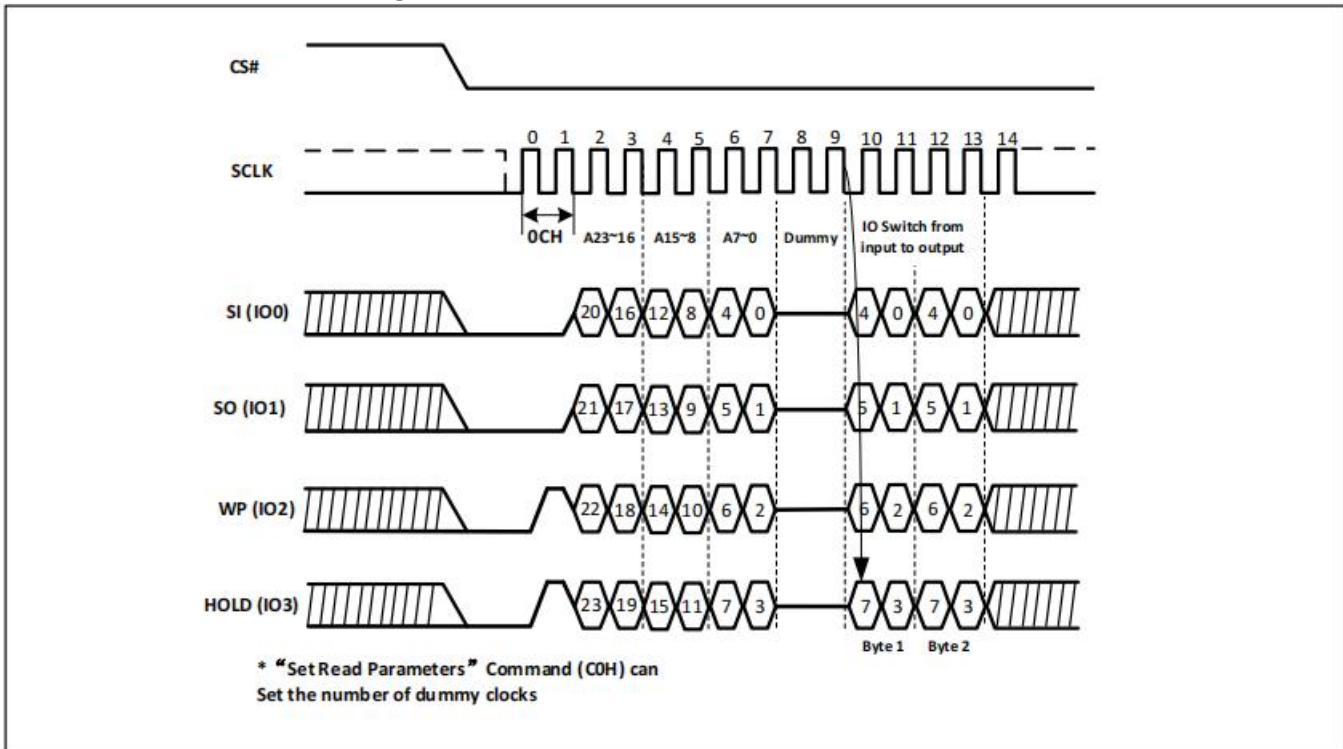 CS#
0 1 2 3 4 5 6 7 8 9 10 11 12 13 14
SCLK
0CH A23~16 A15~8 A7~0 Dummy IO Switch from
input to output
SI (IO0) 20 16 12 8 4 0 4 0 4 0
SO (IO1) 21 17 13 9 5 1 5 1 5 1
WP (IO2) 22 18 14 10 6 2 6 2 6 2
HOLD (IO3) 23 19 15 11 7 3 7 3 7 3
Byte 1 Byte 2
* “Set Read Parameters” Command (C0H) can
Set the number of dummy clocks